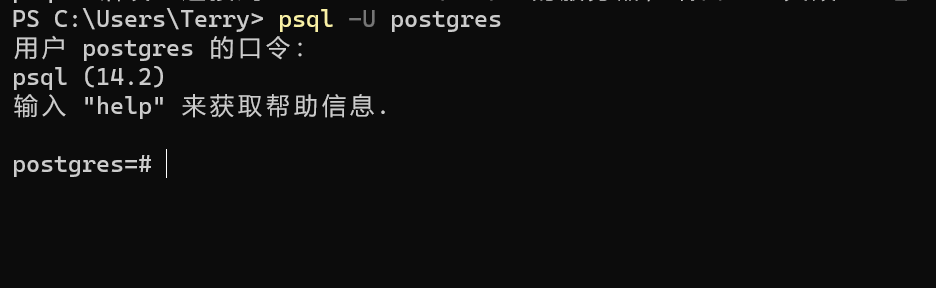 PS C:\Users\Terry> psql -U postgres
用户 postgres 的口令：
psql (14.2)
输入 "help" 来获取帮助信息.
postgres=#